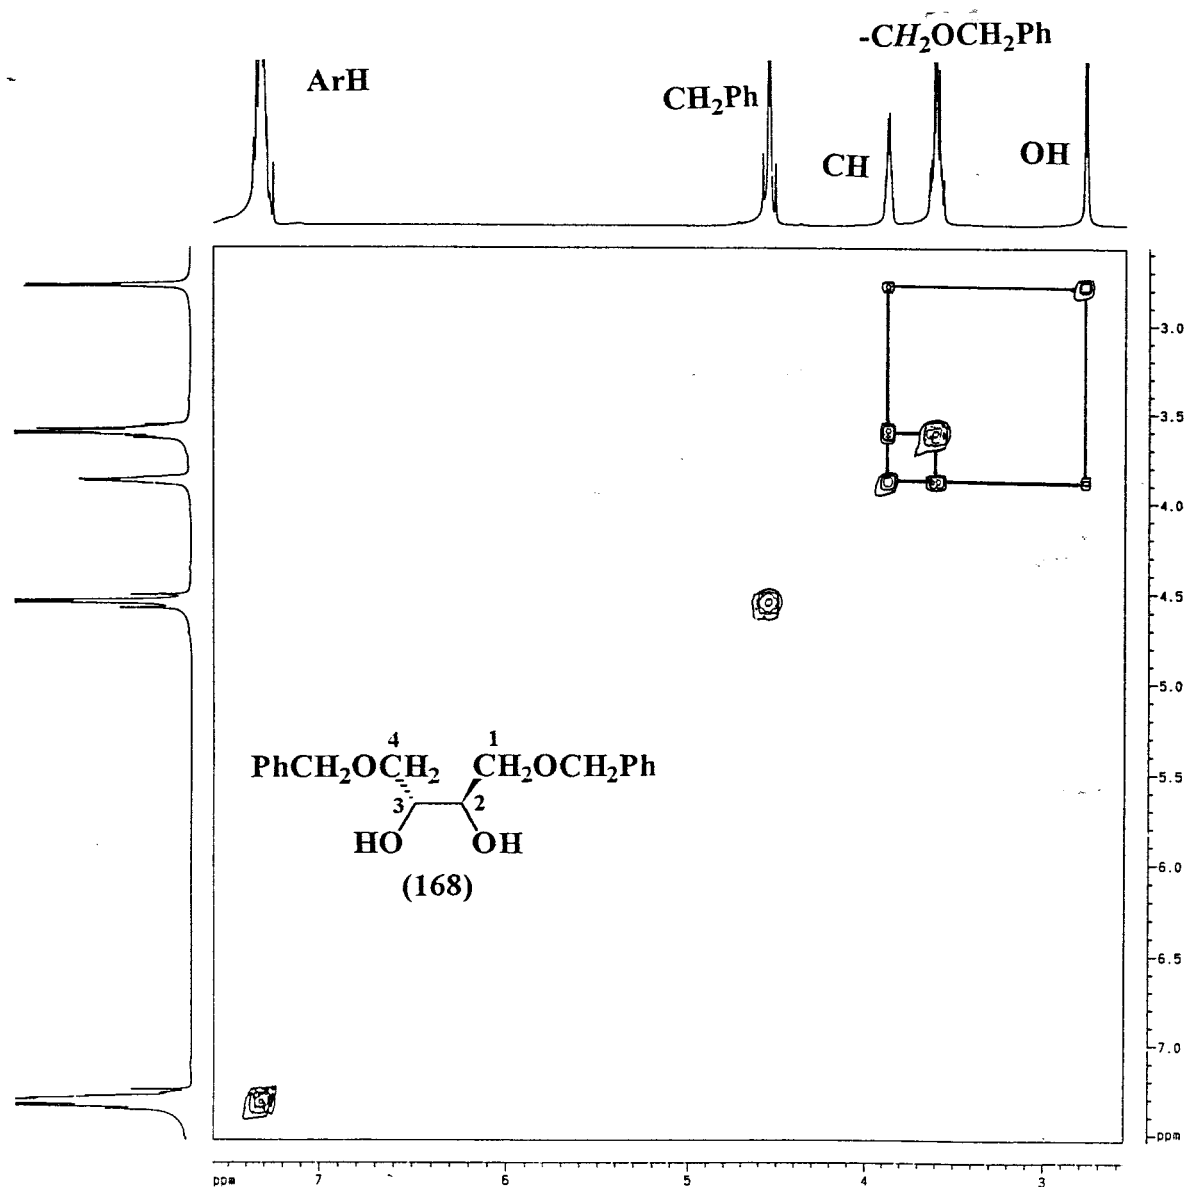 -CH₂OCH₂Ph
ArH
CH₂Ph
CH
OH
3.0
3.5
4.0
4.5
5.0
5.5
6.0
6.5
7.0
ppm
4 1
PhCH₂OCH₂ CH₂OCH₂Ph
3 2
HO OH
(168)
ppm 7 6 5 4 3